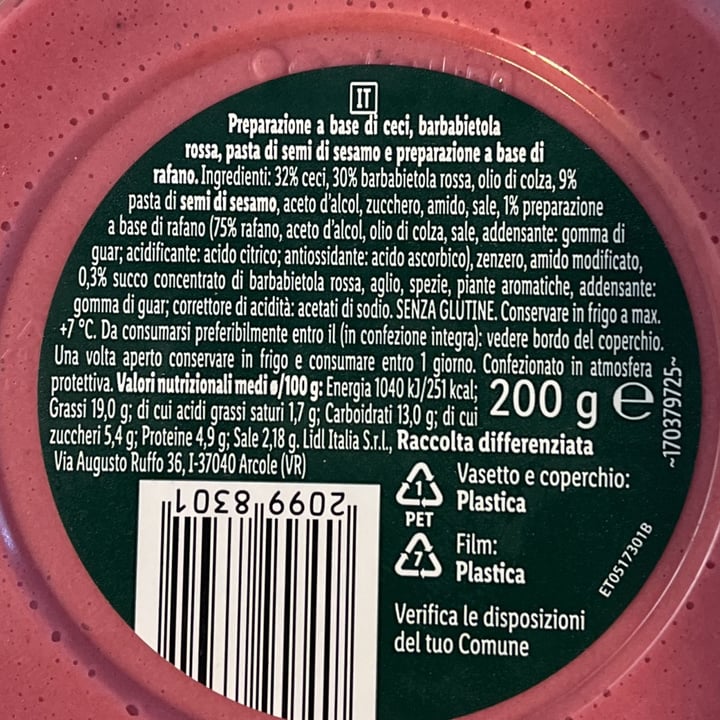 IT
Preparazione a base di ceci, barbabietola
rossa, pasta di semi di sesamo e preparazione a base di
rafano. Ingredienti: 32% ceci, 30% barbabietola rossa, olio di colza, 9%
pasta di semi di sesamo, aceto d'alcol, zucchero, amido, sale, 1% preparazione
a base di rafano (75% rafano, aceto d'alcol, olio di colza, sale, addensante: gomma di
guar; acidificante: acido citrico; antiossidante: acido ascorbico), zenzero, amido modificato,
0,3% succo concentrato di barbabietola rossa, aglio, spezie, piante aromatiche, addensante:
gomma di guar; correttore di acidità: acetati di sodio. SENZA GLUTINE. Conservare in frigo a max.
+7 °C. Da consumarsi preferibilmente entro il (in confezione integra): vedere bordo del coperchio.
Una volta aperto conservare in frigo e consumare entro 1 giorno. Confezionato in atmosfera
protettiva. Valori nutrizionali medi ø/100 g: Energia 1040 kJ/251 kcal;
Grassi 19,0 g; di cui acidi grassi saturi 1,7 g; Carboidrati 13,0 g; di cui
zuccheri 5,4 g; Proteine 4,9 g; Sale 2,18 g. Lidl Italia S.r.l.,
Via Augusto Ruffo 36, I-37040 Arcole (VR)
200 g e
~170379725~
Raccolta differenziata
1
PET
Vasetto e coperchio:
Plastica
7
Film:
Plastica
Verifica le disposizioni
del tuo Comune
ET0517301B
2099 8301